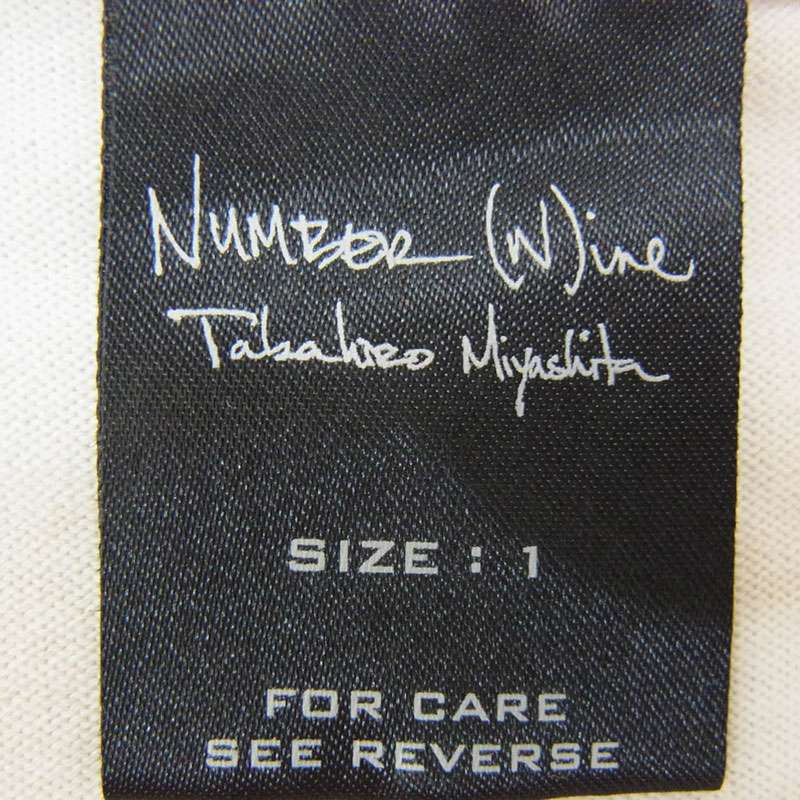 NUMBER (N)ine
Takahiro Miyashita
SIZE : 1
FOR CARE
SEE REVERSE